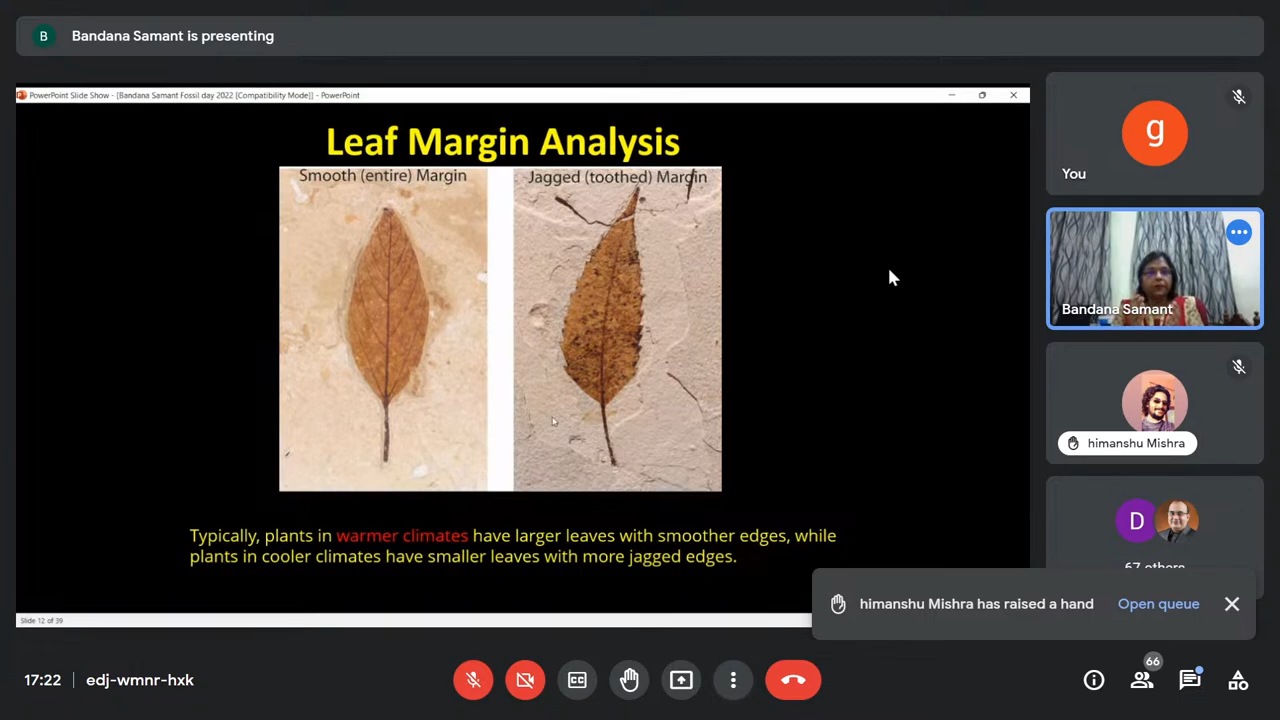 B
Bandana Samant is presenting
PowerPoint Slide Show - [Bandana Samant Fossil day 2022 [Compatibility Mode]] - PowerPoint
Leaf Margin Analysis
Smooth (entire) Margin
Jagged (toothed) Margin
Typically, plants in warmer climates have larger leaves with smoother edges, while
plants in cooler climates have smaller leaves with more jagged edges.
Slide 12 of 39
g
You
Bandana Samant
himanshu Mishra
D
67 others
himanshu Mishra has raised a hand
Open queue
17:22
edj-wmnr-hxk
CC
66